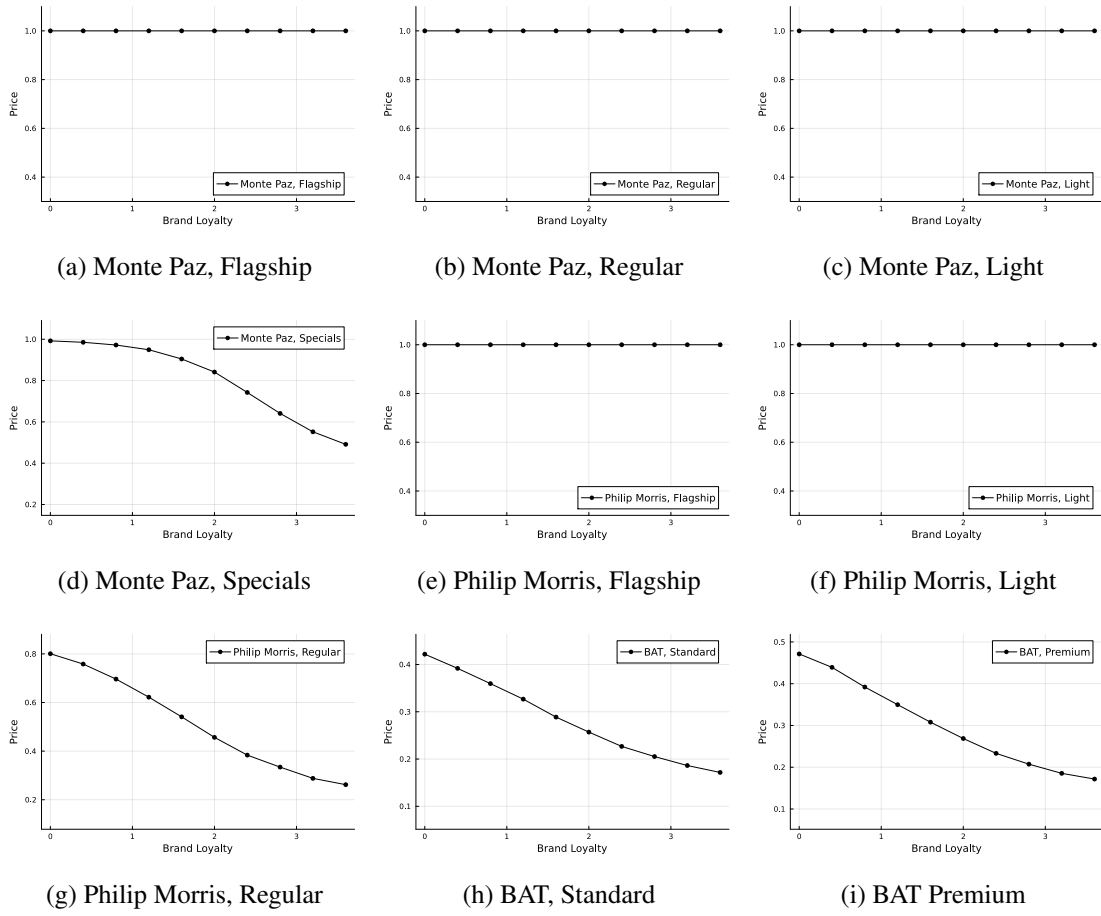 1.0
0.8
Price
0.6
0.4
Monte Paz, Flagship
0 1 2 3
Brand Loyalty
(a) Monte Paz, Flagship
1.0
0.8
Price
0.6
0.4
Monte Paz, Regular
0 1 2 3
Brand Loyalty
(b) Monte Paz, Regular
1.0
0.8
Price
0.6
0.4
Monte Paz, Light
0 1 2 3
Brand Loyalty
(c) Monte Paz, Light
1.0
Monte Paz, Specials
0.8
Price
0.6
0.4
0.2
0 1 2 3
Brand Loyalty
(d) Monte Paz, Specials
1.0
0.8
Price
0.6
0.4
Philip Morris, Flagship
0 1 2 3
Brand Loyalty
(e) Philip Morris, Flagship
1.0
0.8
Price
0.6
0.4
Philip Morris, Light
0 1 2 3
Brand Loyalty
(f) Philip Morris, Light
0.8
Philip Morris, Regular
0.6
Price
0.4
0.2
0 1 2 3
Brand Loyalty
(g) Philip Morris, Regular
BAT, Standard
0.4
0.3
Price
0.2
0.1
0 1 2 3
Brand Loyalty
(h) BAT, Standard
0.5
BAT, Premium
0.4
0.3
Price
0.2
0.1
0 1 2 3
Brand Loyalty
(i) BAT Premium